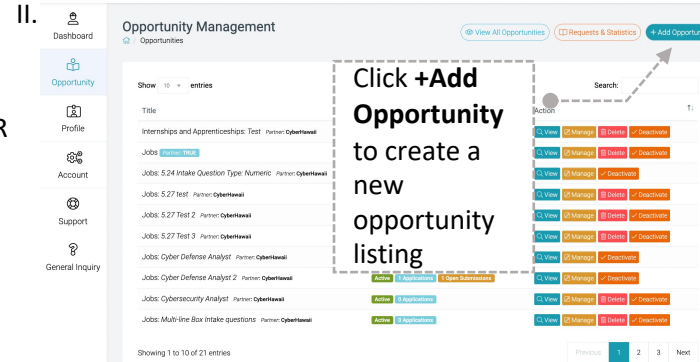 II.
R
Dashboard
Opportunity
Profile
Account
Support
General Inquiry
Opportunity Management
/ Opportunities
View All Opportunities
Requests & Statistics
+ Add Opportun
Show 10 entries
Search:
Title
Action
Internships and Apprenticeships: Test Partner: CyberHawaii
View Manage Delete Deactivate
Jobs Partner: TRUE
View Manage Delete Deactivate
Jobs: 5.24 Intake Question Type: Numeric Partner: CyberHawaii
View Manage Deactivate
Jobs: 5.27 test Partner: CyberHawaii
View Manage Delete Deactivate
Jobs: 5.27 Test 2 Partner: CyberHawaii
View Manage Delete Deactivate
Jobs: 5.27 Test 3 Partner: CyberHawaii
View Manage Delete Deactivate
Jobs: Cyber Defense Analyst Partner: CyberHawaii
View Manage Deactivate
Jobs: Cyber Defense Analyst 2 Partner: CyberHawaii
Active 1 Applications 1 Open Submissions
View Manage Deactivate
Jobs: Cybersecurity Analyst Partner: CyberHawaii
Active 0 Applications
View Manage Delete Deactivate
Jobs: Multi-line Box Intake questions Partner: CyberHawaii
Active 0 Applications
View Manage Delete Deactivate
Showing 1 to 10 of 21 entries
Previous 1 2 3 Next
Click +Add
Opportunity
to create a
new
opportunity
listing